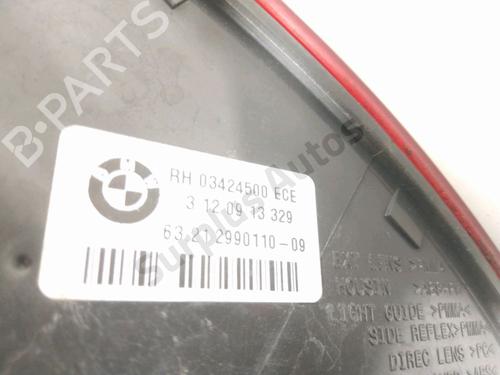 B-PARTS
Surplus Autos
RH 03424500 ECE
3 12 09 13 329
63.21 2990110-09
LENS
LIGHT GUIDE >PMMA<
SIDE REFLEX>PMMA<
DIREC LENS >PC<